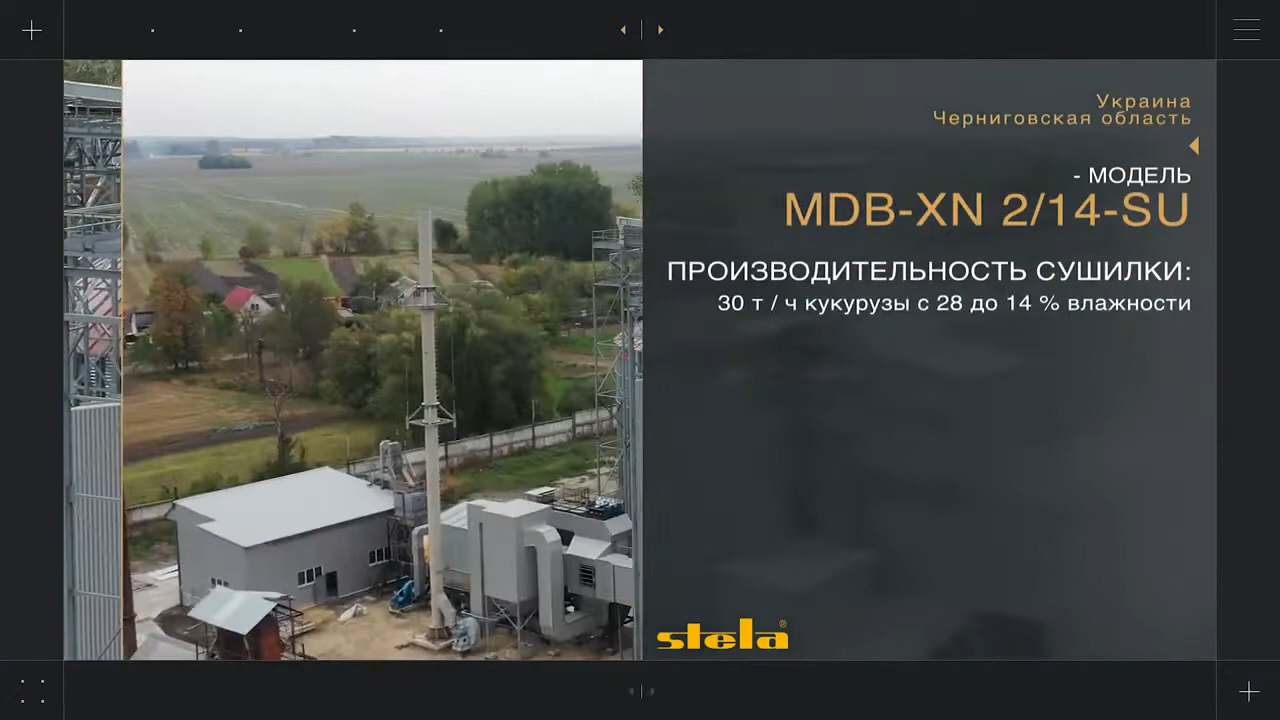 Украина
Черниговская область
- МОДЕЛЬ
MDB-XN 2/14-SU
ПРОИЗВОДИТЕЛЬНОСТЬ СУШИЛКИ:
30 т / ч кукурузы с 28 до 14 % влажности
stela®